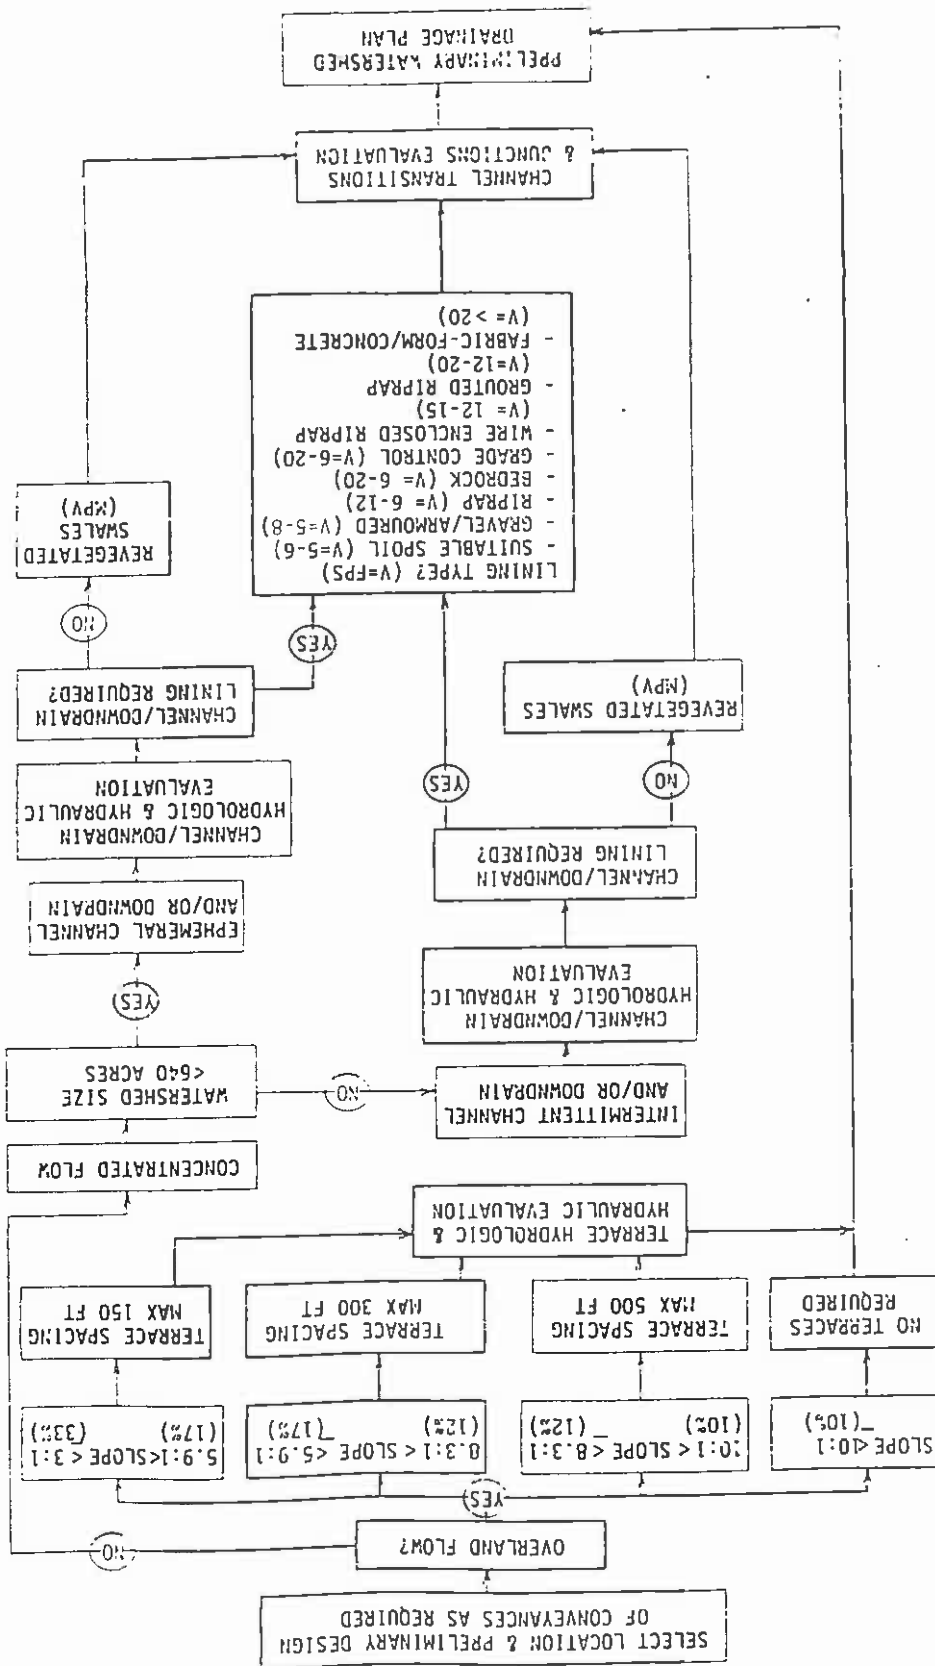 SELECT LOCATION & PRELIMINARY DESIGN
OF CONVEYANCES AS REQUIRED
OVERLAND FLOW?
YES
NO
SLOPE <10:1
(10%)
10:1 < SLOPE < 8.3:1
(10%) (12%)
8.3:1 < SLOPE <5.9:1
(12%) (17%)
5.9:1<SLOPE < 3:1
(17%) (33%)
NO TERRACES
REQUIRED
TERRACE SPACING
MAX 500 FT
TERRACE SPACING
MAX 300 FT
TERRACE SPACING
MAX 150 FT
TERRACE HYDROLOGIC &
HYDRAULIC EVALUATION
CONCENTRATED FLOW
WATERSHED SIZE
<640 ACRES
NO
YES
INTERMITTENT CHANNEL
AND/OR DOWNDRAIN
EPHEMERAL CHANNEL
AND/OR DOWNDRAIN
CHANNEL/DOWNDRAIN
HYDROLOGIC & HYDRAULIC
EVALUATION
CHANNEL/DOWNDRAIN
HYDROLOGIC & HYDRAULIC
EVALUATION
CHANNEL/DOWNDRAIN
LINING REQUIRED?
CHANNEL/DOWNDRAIN
LINING REQUIRED?
NO
YES
YES
NO
REVEGETATED SWALES
(MPV)
LINING TYPE? (V=FPS)
- SUITABLE SPOIL (V=5-6)
- GRAVEL/ARMOURED (V=5-8)
- RIPRAP (V= 6-12)
- BEDROCK (V= 6-20)
- GRADE CONTROL (V=6-20)
- WIRE ENCLOSED RIPRAP
(V= 12-15)
- GROUTED RIPRAP
(V=12-20)
- FABRIC-FORM/CONCRETE
(V= >20)
REVEGETATED
SWALES
(MPV)
CHANNEL TRANSITIONS
& JUNCTIONS EVALUATION
PRELIMINARY WATERSHED
DRAINAGE PLAN